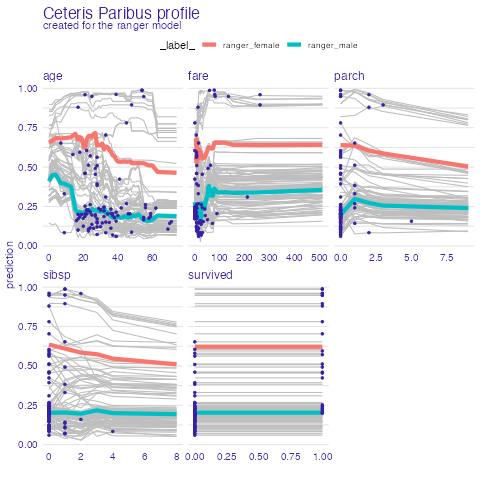 Ceteris Paribus profile
created for the ranger model
_label_ ranger_female ranger_male
age fare parch
1.00
0.75
0.50
0.25
0.00
0 20 40 60 0 100 200 300 400 500 0.0 2.5 5.0 7.5
prediction
sibsp survived
1.00
0.75
0.50
0.25
0.00
0 2 4 6 8 0.00 0.25 0.50 0.75 1.00